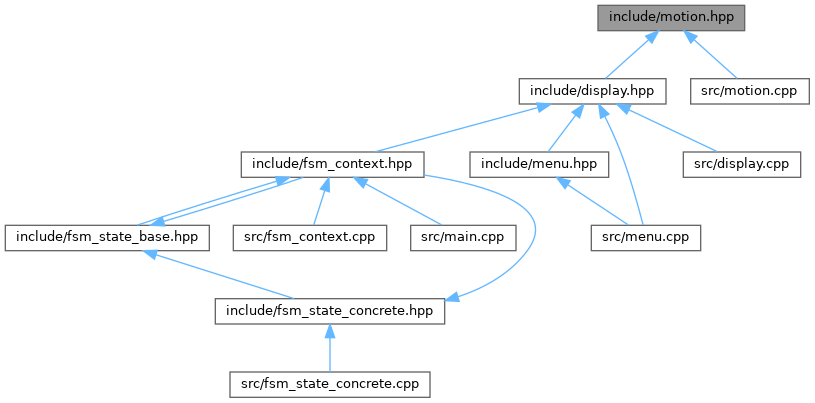 include/motion.hpp
include/display.hpp
src/motion.cpp
include/fsm_context.hpp
include/menu.hpp
src/display.cpp
include/fsm_state_base.hpp
src/fsm_context.cpp
src/main.cpp
src/menu.cpp
include/fsm_state_concrete.hpp
src/fsm_state_concrete.cpp